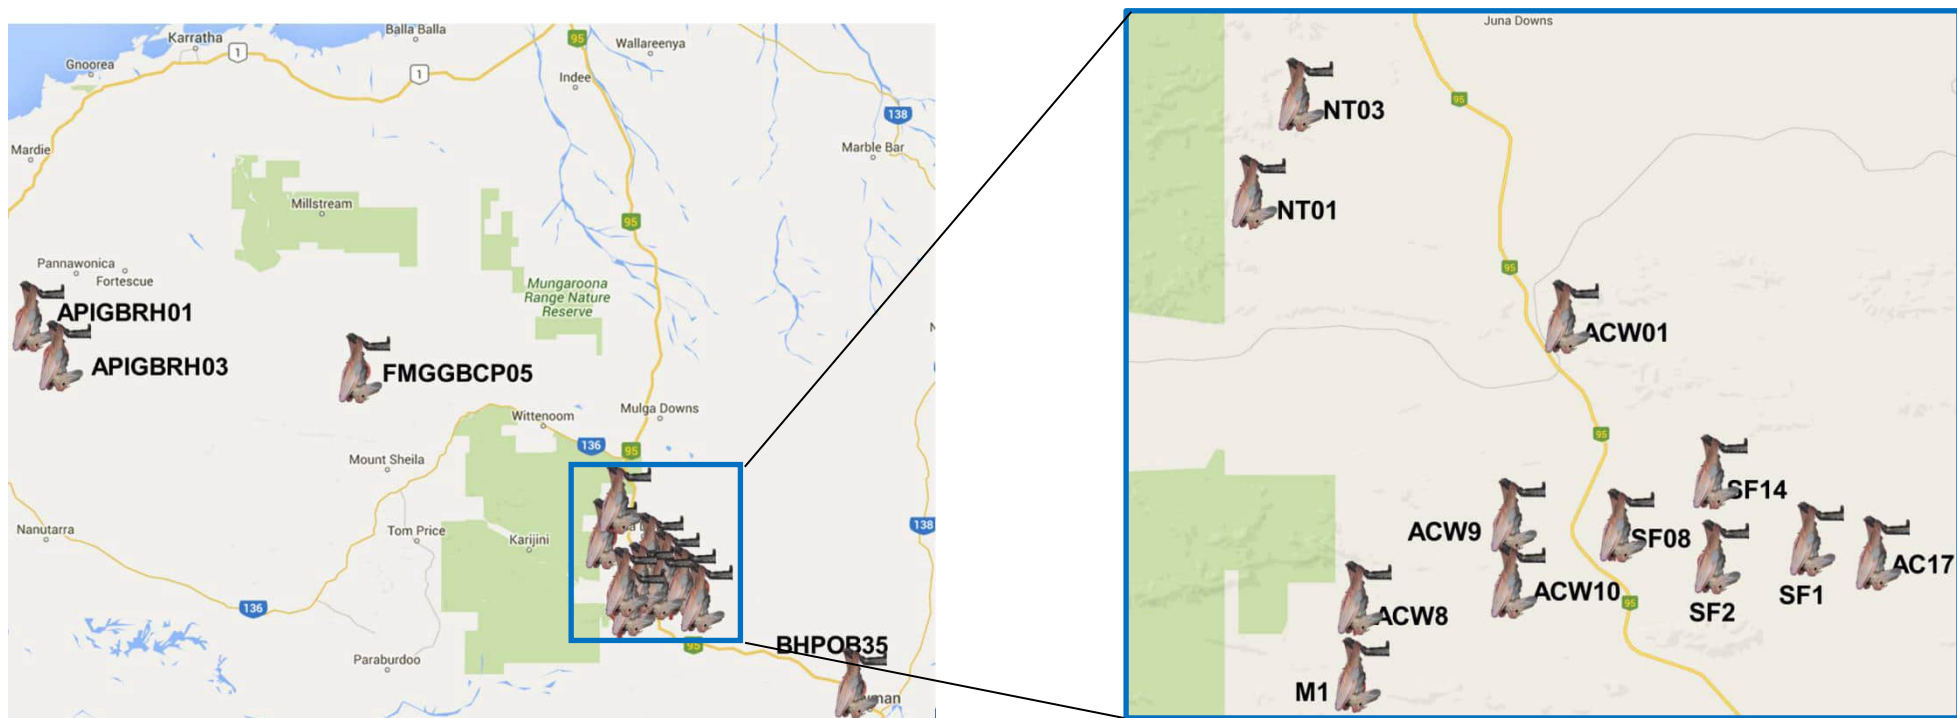 Karratha
Balla Balla
Gnoorea
1
1
95
Wallareenya
Indee
138
Mardie
Marble Bar
Millstream
95
Pannawonica
Fortescue
Mungaroona
Range Nature
Reserve
APIGBRH01
APIGBRH03
FMGGBCP05
Wittenoom
Mulga Downs
136
95
Mount Sheila
Nanutarra
Tom Price
Karijini
138
136
Paraburdoo
95
BHPOB35
Juna Downs
95
NT03
NT01
95
ACW01
95
SF14
ACW9
SF08
AC17
ACW10
95
SF2
SF1
ACW8
M1